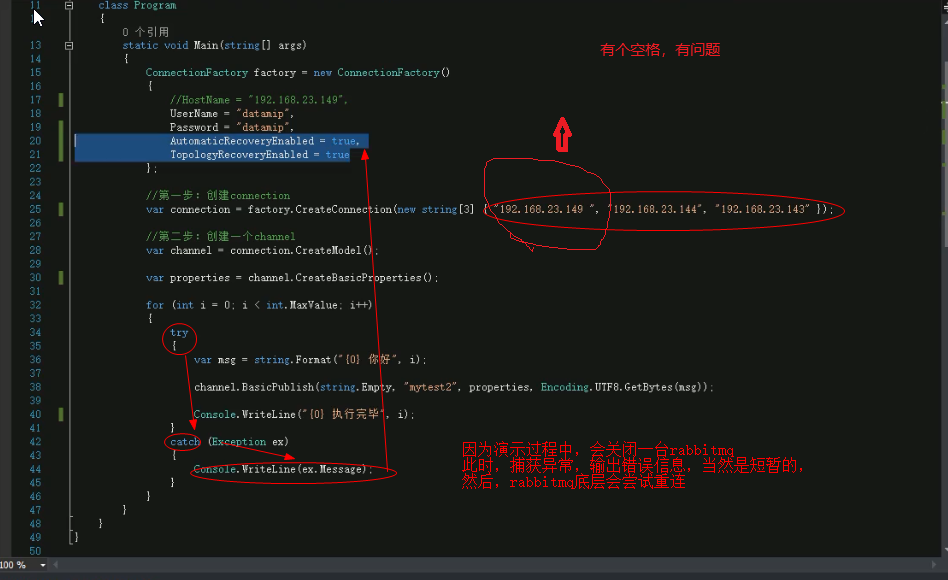 11 class Program
{
0 个引用
13 static void Main(string[] args)
有个空格，有问题
14 {
15 ConnectionFactory factory = new ConnectionFactory()
16 {
17 //HostName = "192.168.23.149",
18 UserName = "datamip",
19 Password = "datamip",
20 AutomaticRecoveryEnabled = true,
21 TopologyRecoveryEnabled = true
22 };
23
24 //第一步：创建connection
25 var connection = factory.CreateConnection(new string[3] { "192.168.23.149 ", "192.168.23.144", "192.168.23.143" });
26
27 //第二步：创建一个channel
28 var channel = connection.CreateModel();
29
30 var properties = channel.CreateBasicProperties();
31
32 for (int i = 0; i < int.MaxValue; i++)
33 {
34 try
35 {
36 var msg = string.Format("{0} 你好", i);
37
38 channel.BasicPublish(string.Empty, "mytest2", properties, Encoding.UTF8.GetBytes(msg));
39
40 Console.WriteLine("{0} 执行完毕", i);
41 }
42 catch (Exception ex)
43 {
44 Console.WriteLine(ex.Message);
45 }
46 }
47 }
48 }
49 }
50
因为演示过程中，会关闭一台rabbitmq
此时，捕获异常，输出错误信息，当然是短暂的，
然后，rabbitmq底层会尝试重连
100 %